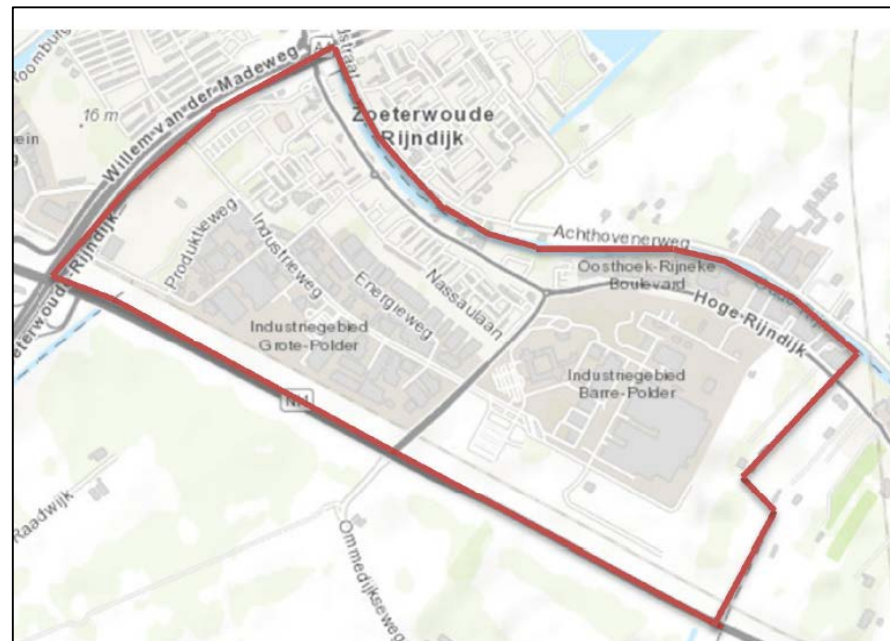 Willem-van-der-Madeweg
Zoeterwoude
-Rijndijk
16 m
Produktieweg
Industrieweg
Energieweg
Nassaulaan
Achthovenerweg
Oosthoek-Rijneke
Boulevard
Hoge-Rijndijk
Industriegebied
Grote-Polder
Industriegebied
Barre-Polder
Raadwijk
Ommedijkseweg